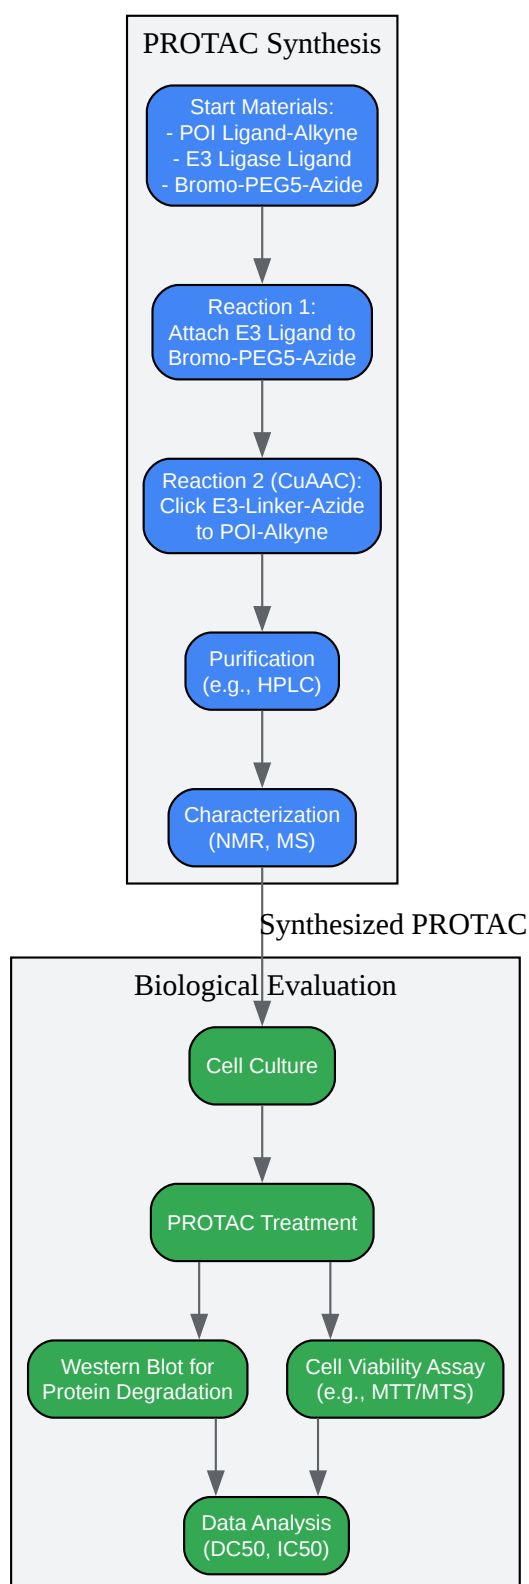 PROTAC Synthesis
Start Materials:
- POI Ligand-Alkyne
- E3 Ligase Ligand
- Bromo-PEG5-Azide
Reaction 1:
Attach E3 Ligand to
Bromo-PEG5-Azide
Reaction 2 (CuAAC):
Click E3-Linker-Azide
to POI-Alkyne
Purification
(e.g., HPLC)
Characterization
(NMR, MS)
Synthesized PROTAC
Biological Evaluation
Cell Culture
PROTAC Treatment
Western Blot for
Protein Degradation
Cell Viability Assay
(e.g., MTT/MTS)
Data Analysis
(DC50, IC50)